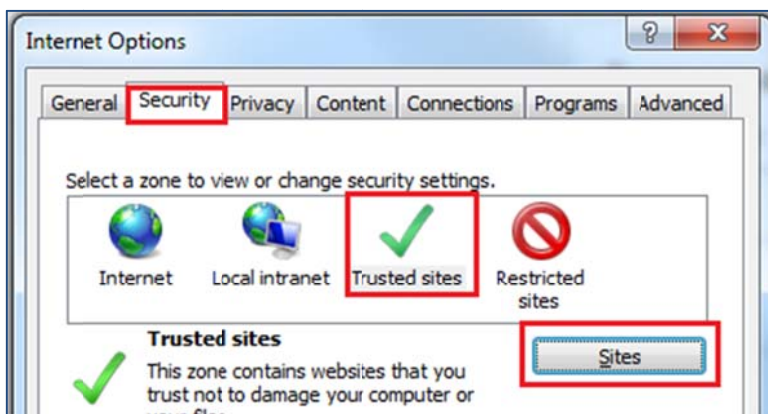 Internet Options
General Security Privacy Content Connections Programs Advanced
Select a zone to view or change security settings.
Internet Local intranet Trusted sites Restricted sites
Trusted sites
Sites
This zone contains websites that you
trust not to damage your computer or
your files.